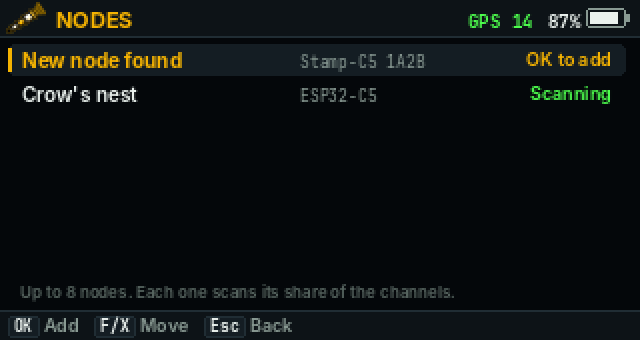 NODES GPS 14 87%
New node found Stamp-C5 1A2B OK to add
Crow's nest ESP32-C5 Scanning
Up to 8 nodes. Each one scans its share of the channels.
OK Add F/X Move Esc Back